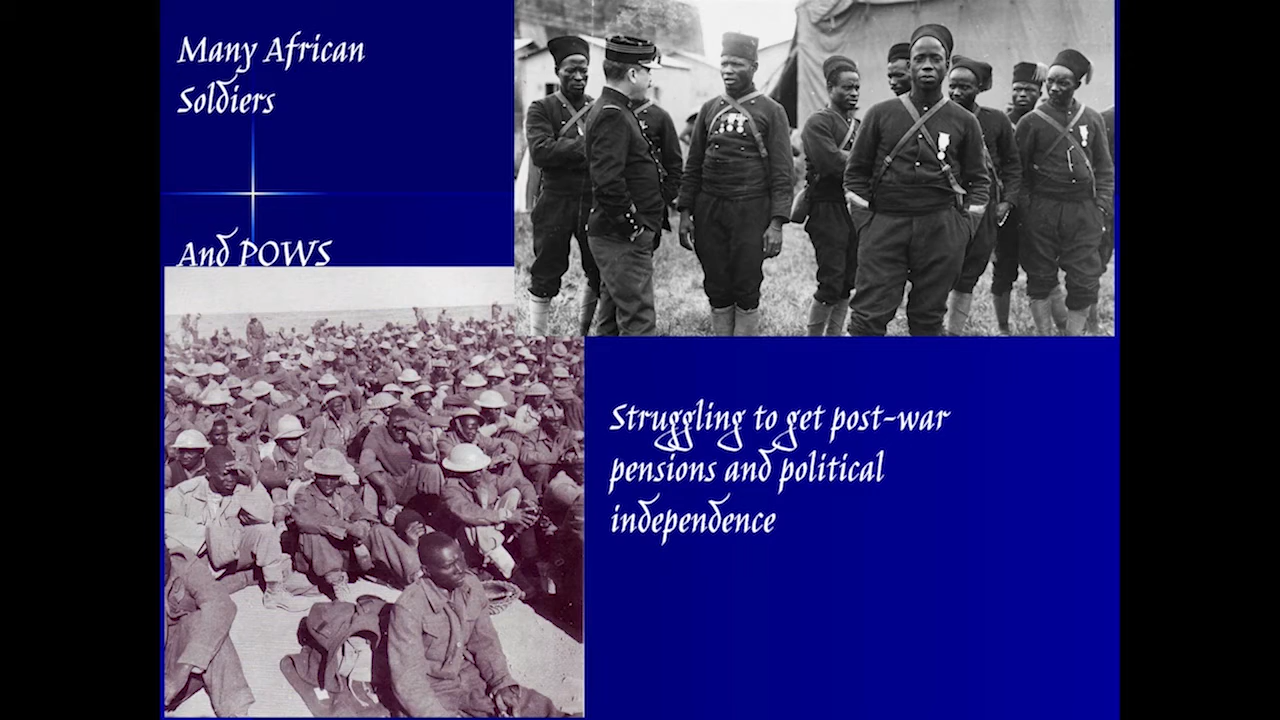 Many African
Soldiers
And POWS
Struggling to get post-war
pensions and political
independence